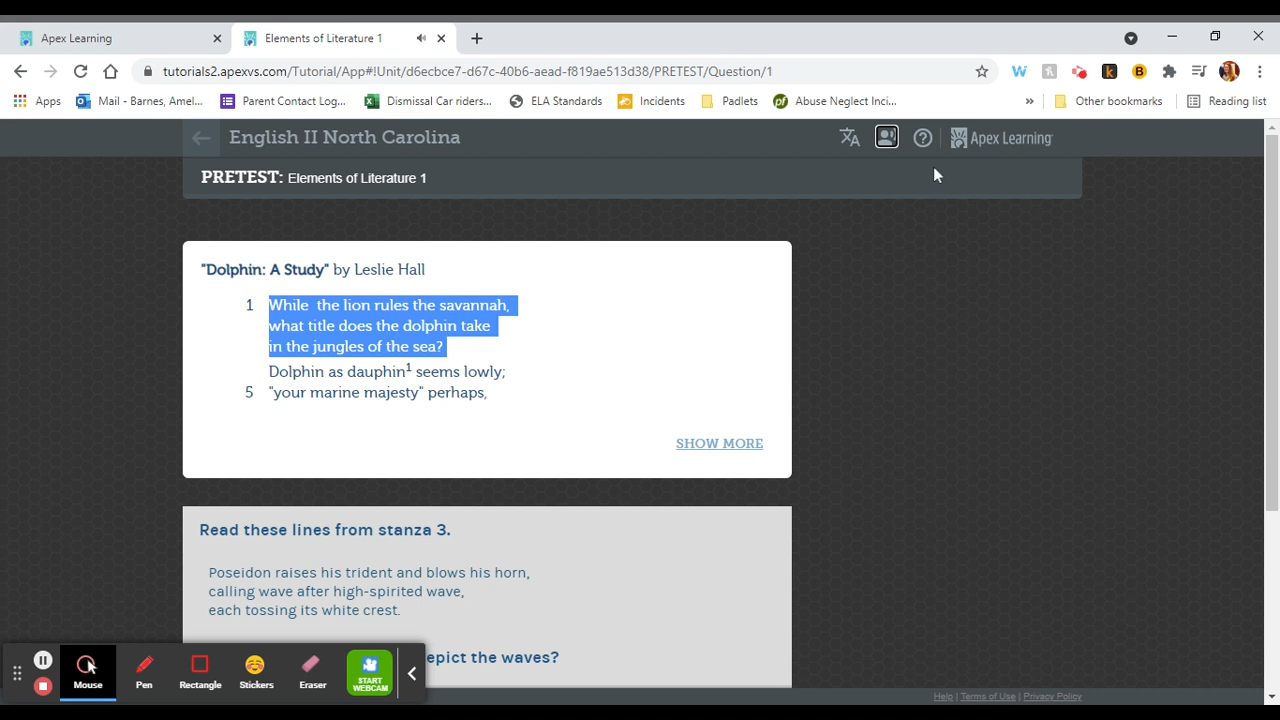 Apex Learning
Elements of Literature 1
tutorials2.apexvs.com/Tutorial/App#!Unit/d6ecbce7-b67c-40b6-aead-f819ae513d38/PRETEST/Question/1
Apps
Mail - Barnes, Amel...
Parent Contact Log...
Dismissal Car riders...
ELA Standards
Incidents
Padlets
Abuse Neglect Inci...
»
Other bookmarks
Reading list
English II North Carolina
Apex Learning
PRETEST: Elements of Literature 1
"Dolphin: A Study" by Leslie Hall
1 While the lion rules the savannah,
what title does the dolphin take
in the jungles of the sea?
Dolphin as dauphin1 seems lowly;
5 "your marine majesty" perhaps,
SHOW MORE
Read these lines from stanza 3.
Poseidon raises his trident and blows his horn,
calling wave after high-spirited wave,
each tossing its white crest.
epict the waves?
Mouse
Pen
Rectangle
Stickers
Eraser
START WEBCAM
Help | Terms of Use | Privacy Policy